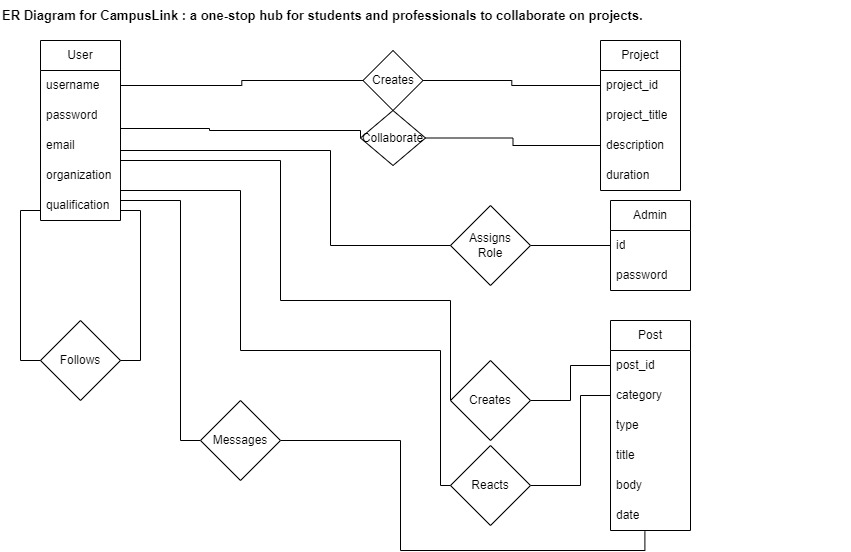 ER Diagram for CampusLink : a one-stop hub for students and professionals to collaborate on projects.
User
username
password
email
organization
qualification
Creates
Collaborate
Project
project_id
project_title
description
duration
Assigns
Role
Admin
id
password
Follows
Messages
Creates
Reacts
Post
post_id
category
type
title
body
date